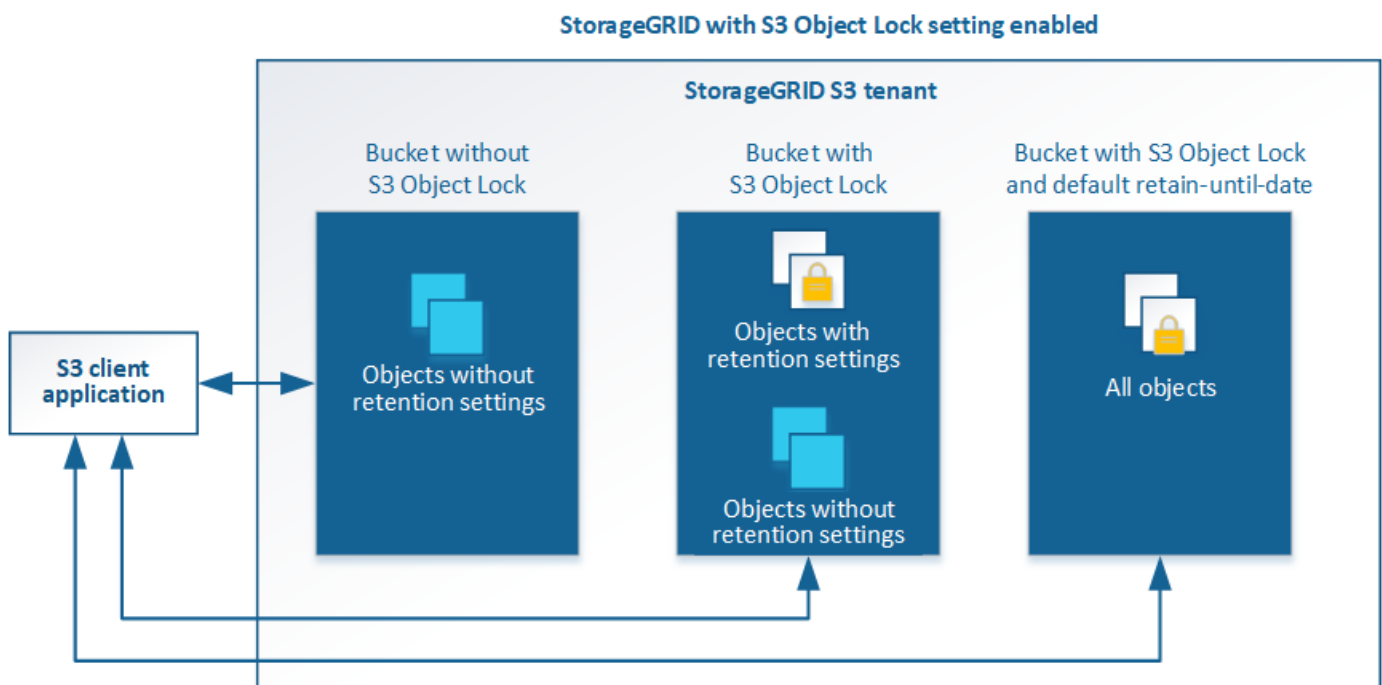 StorageGRID with S3 Object Lock setting enabled
StorageGRID S3 tenant
Bucket without
S3 Object Lock
Bucket with
S3 Object Lock
Bucket with S3 Object Lock
and default retain-until-date
S3 client
application
Objects without
retention settings
Objects with
retention settings
Objects without
retention settings
All objects